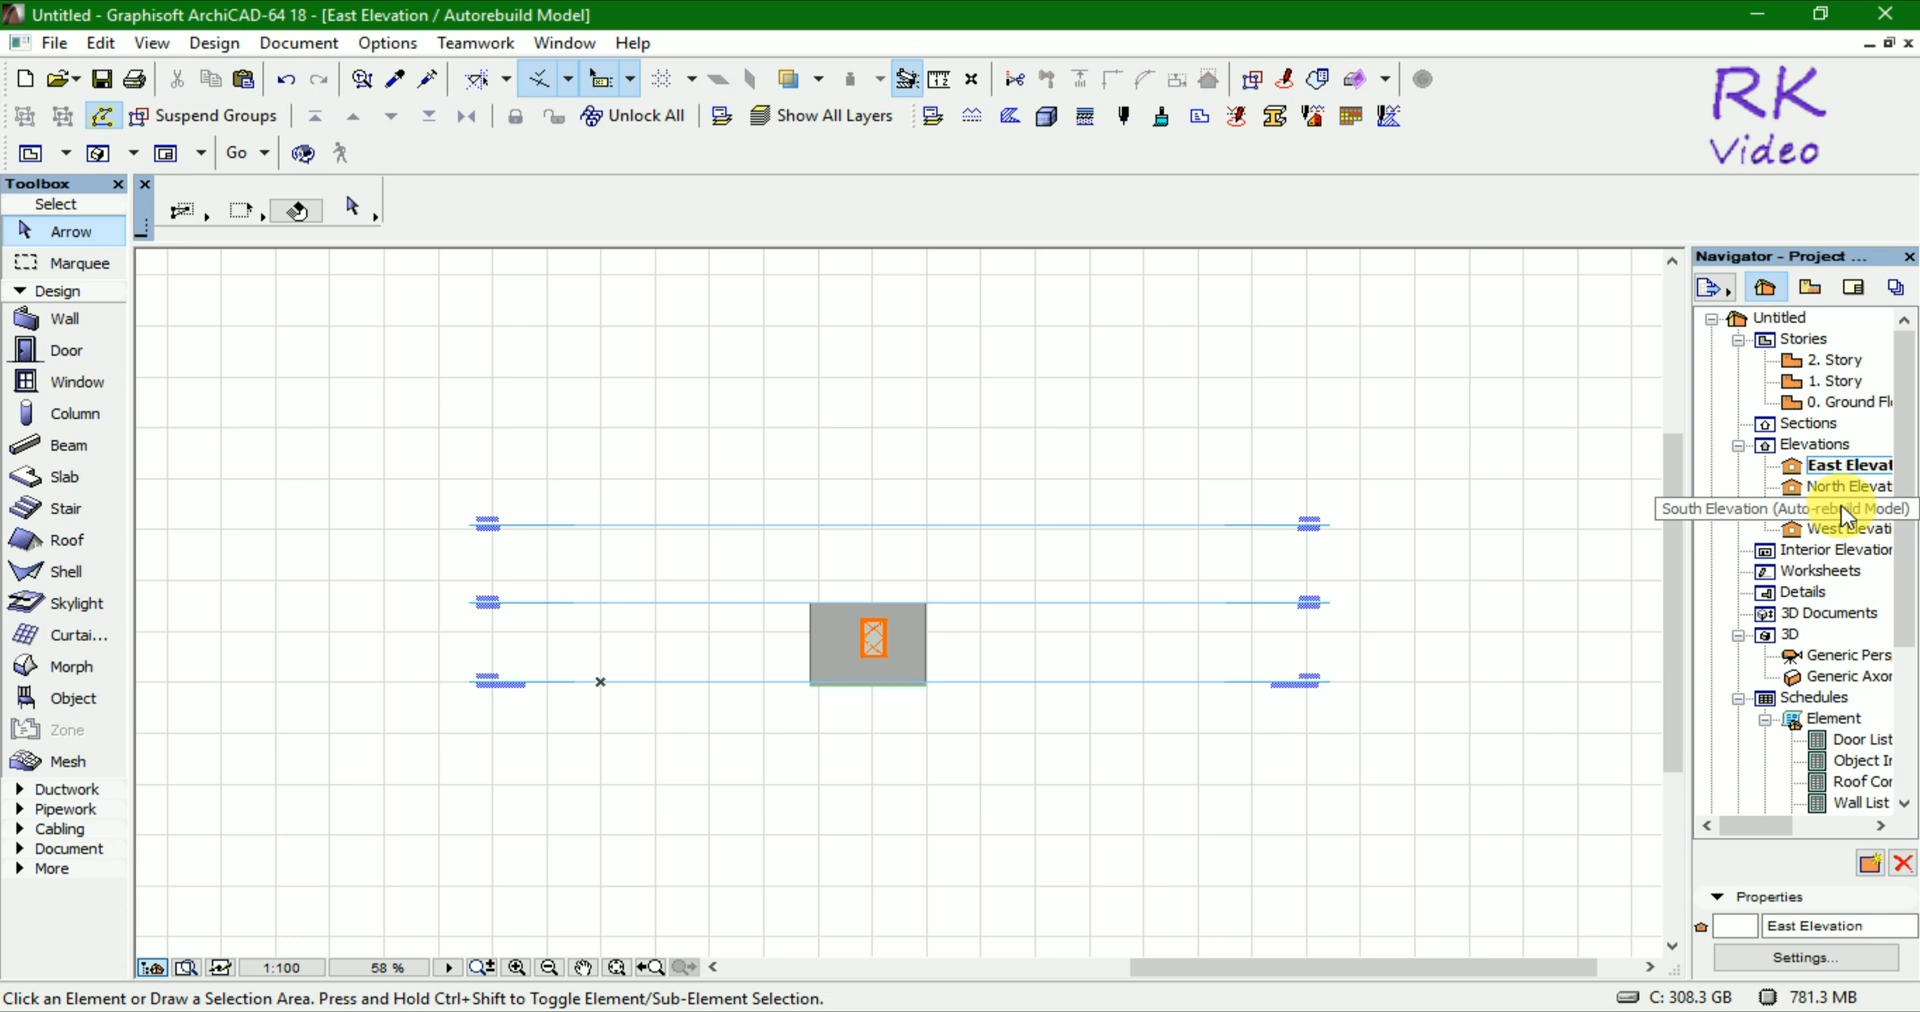 Untitled - Graphisoft ArchiCAD-64 18 - [East Elevation / Autorebuild Model]
File Edit View Design Document Options Teamwork Window Help
RK
Video
Suspend Groups
Unlock All
Show All Layers
Go
Toolbox
Select
Arrow
Marquee
Design
Wall
Door
Window
Column
Beam
Slab
Stair
Roof
Shell
Skylight
Curtai...
Morph
Object
Zone
Mesh
Ductwork
Pipework
Cabling
Document
More
Navigator - Project ...
Untitled
Stories
2. Story
1. Story
0. Ground Fl
Sections
Elevations
East Elevat
North Elevat
South Elevation (Auto-rebuild Model)
West Elevati
Interior Elevation
Worksheets
Details
3D Documents
3D
Generic Pers
Generic Axor
Schedules
Element
Door List
Object Ir
Roof Cor
Wall List
Properties
East Elevation
Settings...
1:100
58 %
Click an Element or Draw a Selection Area. Press and Hold Ctrl+Shift to Toggle Element/Sub-Element Selection.
C: 308.3 GB
781.3 MB